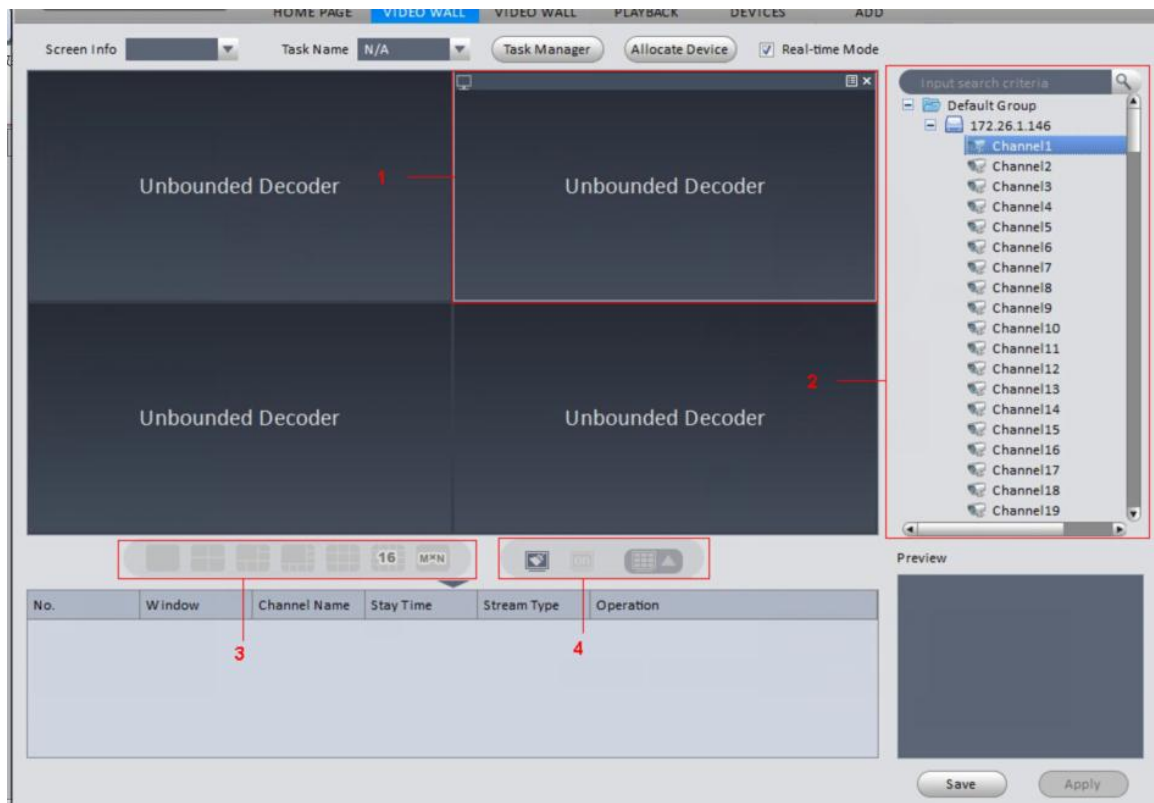 HOME PAGE VIDEO WALL VIDEO WALL PLAYBACK DEVICES ADD
Screen Info Task Name N/A Task Manager Allocate Device Real-time Mode
Input search criteria
Default Group
172.26.1.146
Channel1
Channel2
Channel3
Channel4
Channel5
Channel6
Channel7
Channel8
Channel9
Channel10
Channel11
Channel12
Channel13
Channel14
Channel15
Channel16
Channel17
Channel18
Channel19
Unbounded Decoder 1 Unbounded Decoder
2
Unbounded Decoder Unbounded Decoder
16 M×N
Preview
No. Window Channel Name Stay Time Stream Type Operation
3 4
Save Apply